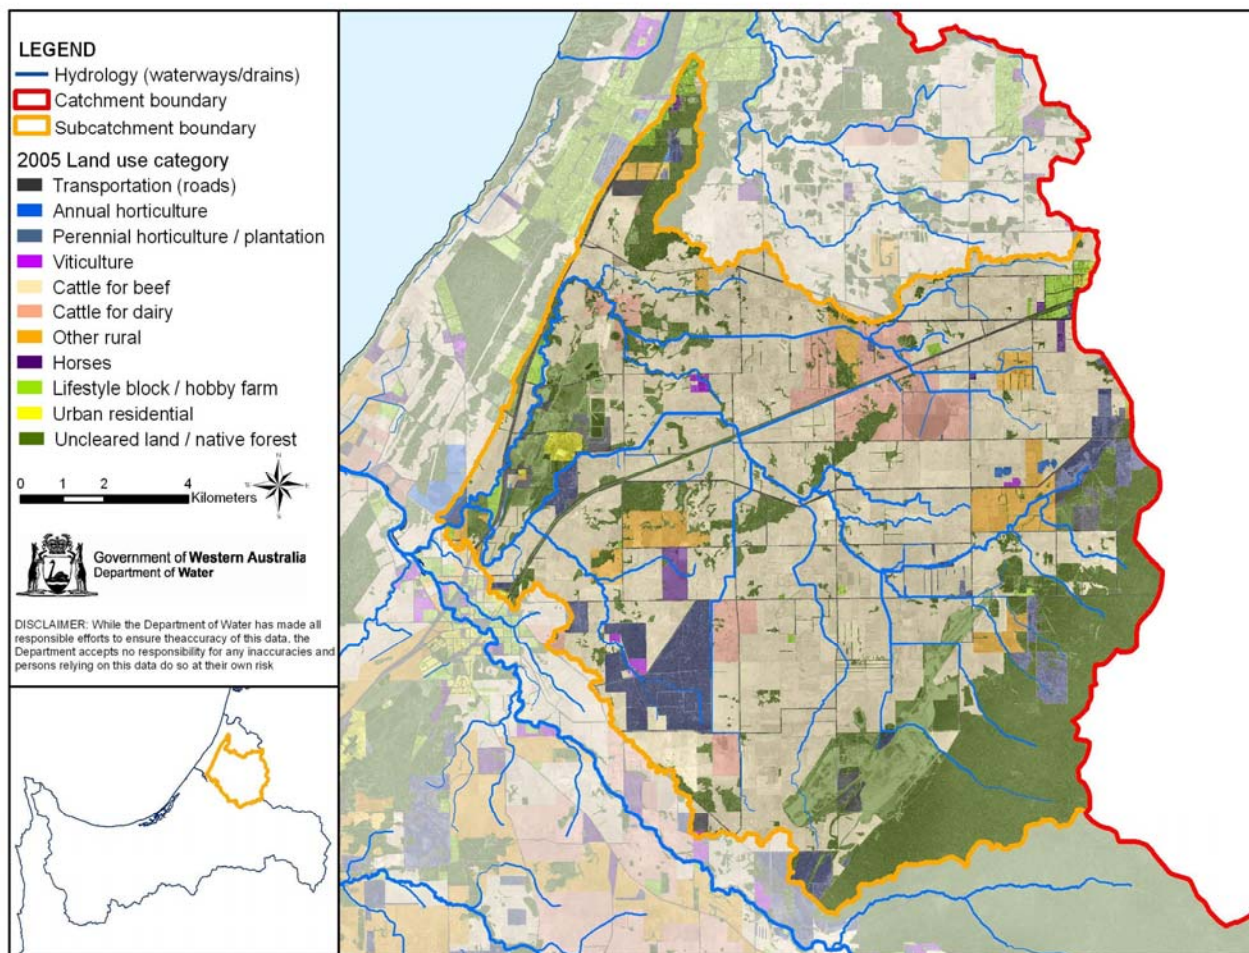 LEGEND
Hydrology (waterways/drains)
Catchment boundary
Subcatchment boundary
2005 Land use category
Transportation (roads)
Annual horticulture
Perennial horticulture / plantation
Viticulture
Cattle for beef
Cattle for dairy
Other rural
Horses
Lifestyle block / hobby farm
Urban residential
Uncleared land / native forest
0 1 2 4
Kilometers
Government of Western Australia
Department of Water
DISCLAIMER: While the Department of Water has made all
responsible efforts to ensure theaccuracy of this data, the
Department accepts no responsibility for any inaccuracies and
persons relying on this data do so at their own risk